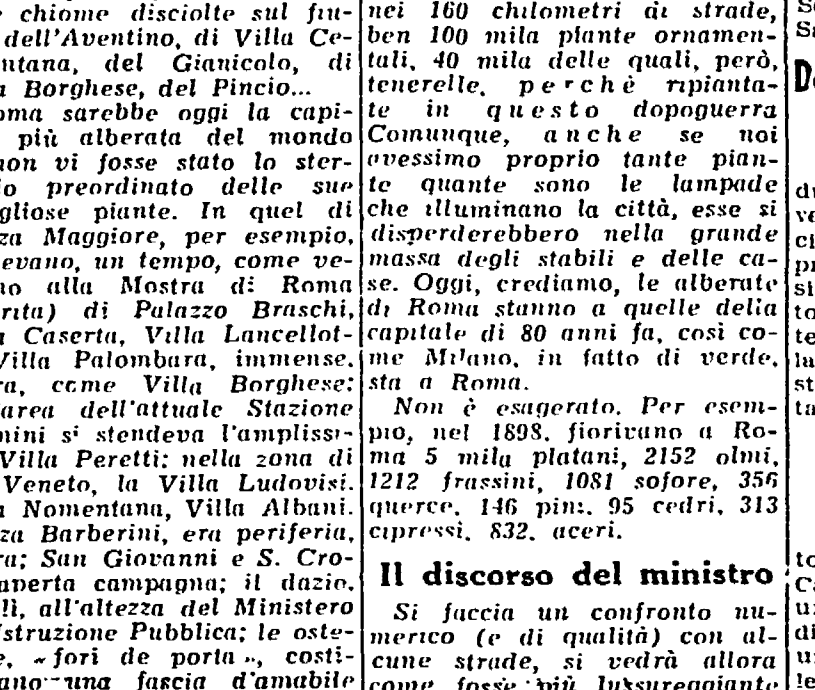 chiome disciolte sul fiu-
dell'Aventino, di Villa Ce-
ntana, del Gianicolo, di
a Borghese, del Pincio...
oma sarebbe oggi la capi-
più alberata del mondo
non vi fosse stato lo ster-
io preordinato delle sue
gliose piante. In quel di
za Maggiore, per esempio,
evano, un tempo, come ve-
no alla Mostra di Roma
rita) di Palazzo Braschi,
a Caserta, Villa Lancellot-
Villa Palombara, immense,
ra, come Villa Borghese;
'area dell'attuale Stazione
mini si stendeva l'amplissi-
Villa Peretti; nella zona di
Veneto, la Villa Ludovisi.
a Nomentana, Villa Albani.
za Barberini, era periferia,
ra; San Giovanni e S. Cro-
aperta campagna; il dazio,
lì, all'altezza del Ministero
Istruzione Pubblica; le oste-
e, «fori de porta», costi-
ano una fascia d'amabile
nei 160 chilometri di strade,
ben 100 mila piante ornamen-
tali, 40 mila delle quali, però,
tenerelle, perchè ripianta-
te in questo dopoguerra
Comunque, anche se noi
avessimo proprio tante pian-
te quante sono le lampade
che illuminano la città, esse si
disperderebbero nella grande
massa degli stabili e delle ca-
se. Oggi, crediamo, le alberate
di Roma stanno a quelle della
capitale di 80 anni fa, così co-
me Milano, in fatto di verde,
sta a Roma.
Non è esagerato. Per esem-
pio, nel 1898, fiorivano a Ro-
ma 5 mila platani, 2152 olmi,
1212 frassini, 1081 sofore, 356
querce, 146 pini, 95 cedri, 313
cipressi, 832, aceri.
Il discorso del ministro
Si faccia un confronto nu-
merico (e di qualità) con al-
cune strade, si vedrà allora
come fosse più lussureggiante